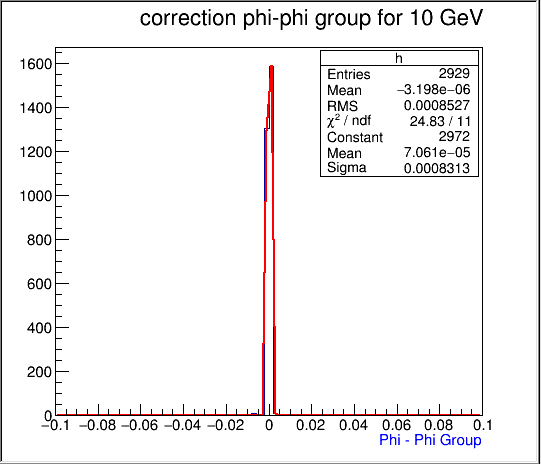 correction phi-phi group for 10 GeV
h
Entries 2929
Mean −3.198e−06
RMS 0.0008527
χ² / ndf 24.83 / 11
Constant 2972
Mean 7.061e−05
Sigma 0.0008313
1600
1400
1200
1000
800
600
400
200
0
−0.1 −0.08 −0.06 −0.04 −0.02 0 0.02 0.04 0.06 0.08 0.1
Phi - Phi Group